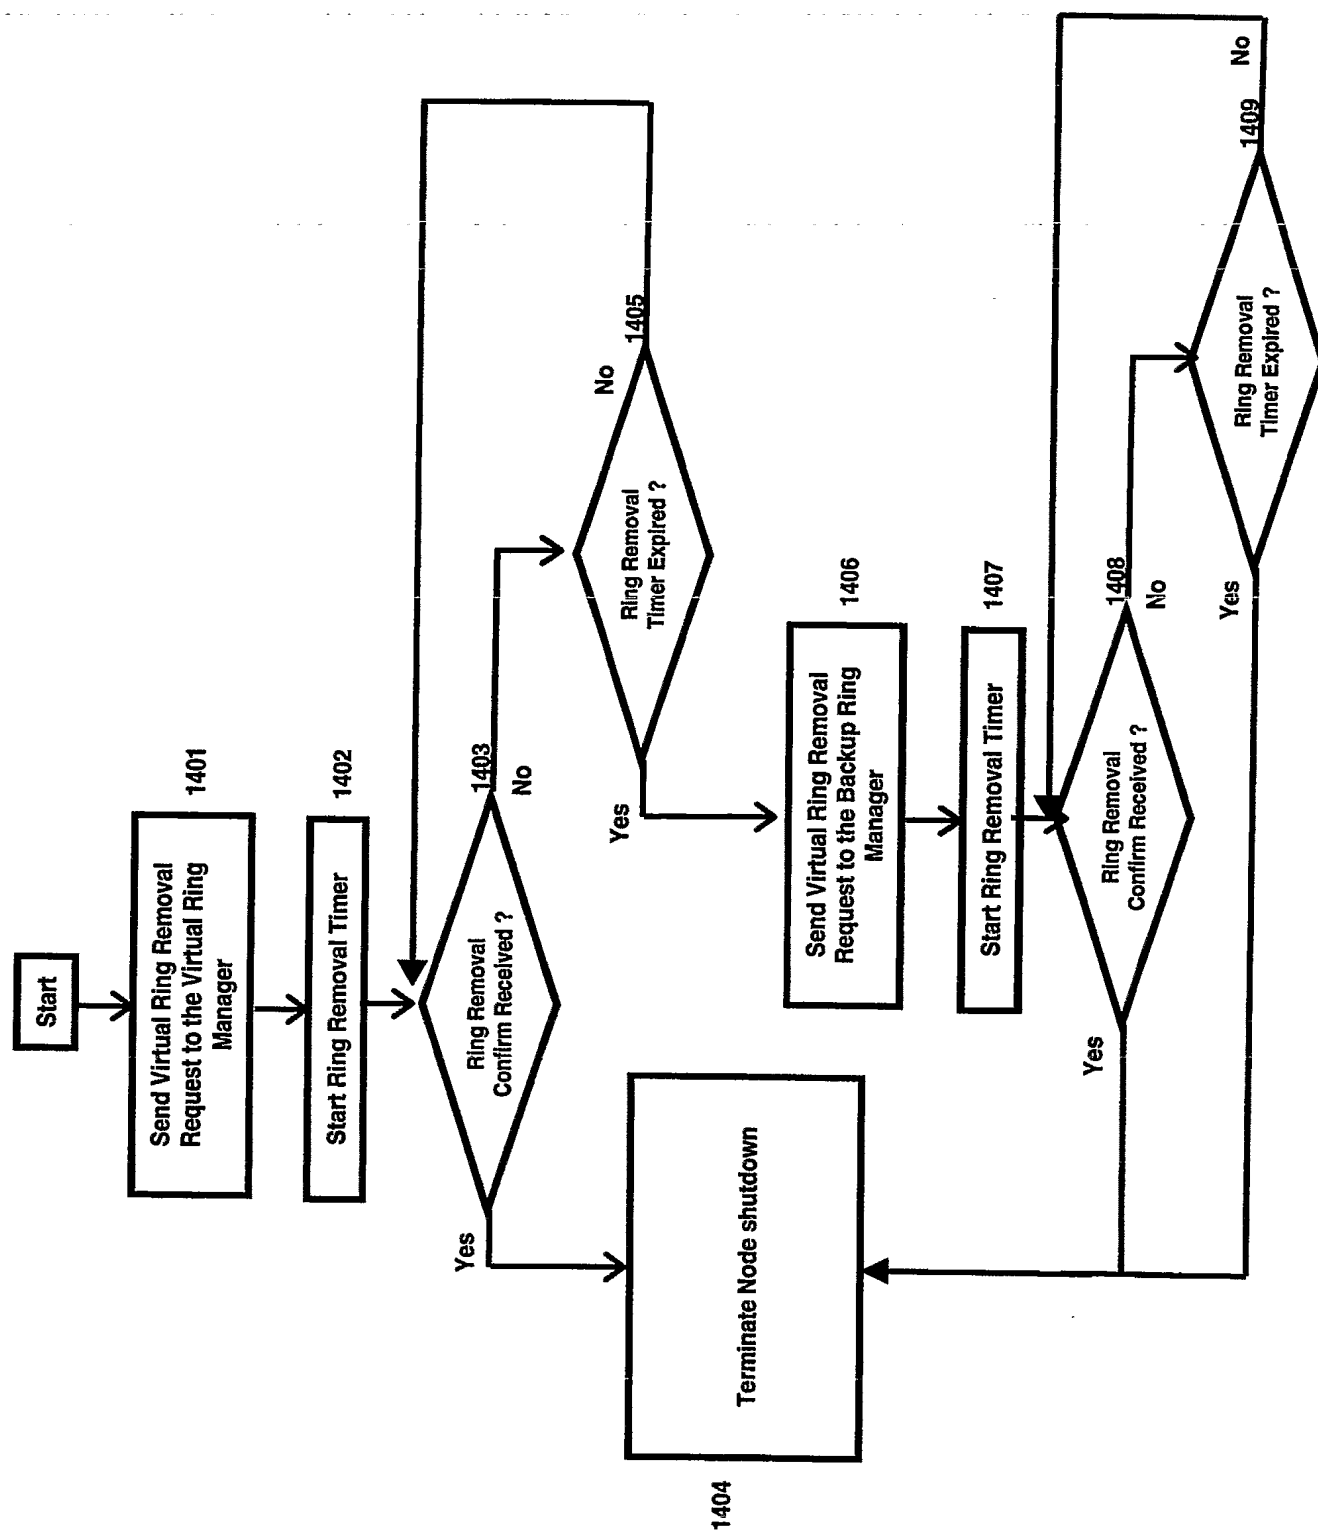 Start
Send Virtual Ring Removal
Request to the Virtual Ring
Manager
1401
Start Ring Removal Timer
1402
Ring Removal
Confirm Received ?
1403
Yes
No
Ring Removal
Timer Expired ?
1405
No
Yes
Terminate Node shutdown
1404
Send Virtual Ring Removal
Request to the Backup Ring
Manager
1406
Start Ring Removal Timer
1407
Ring Removal
Confirm Received ?
1408
Yes
No
Ring Removal
Timer Expired ?
1409
No
Yes